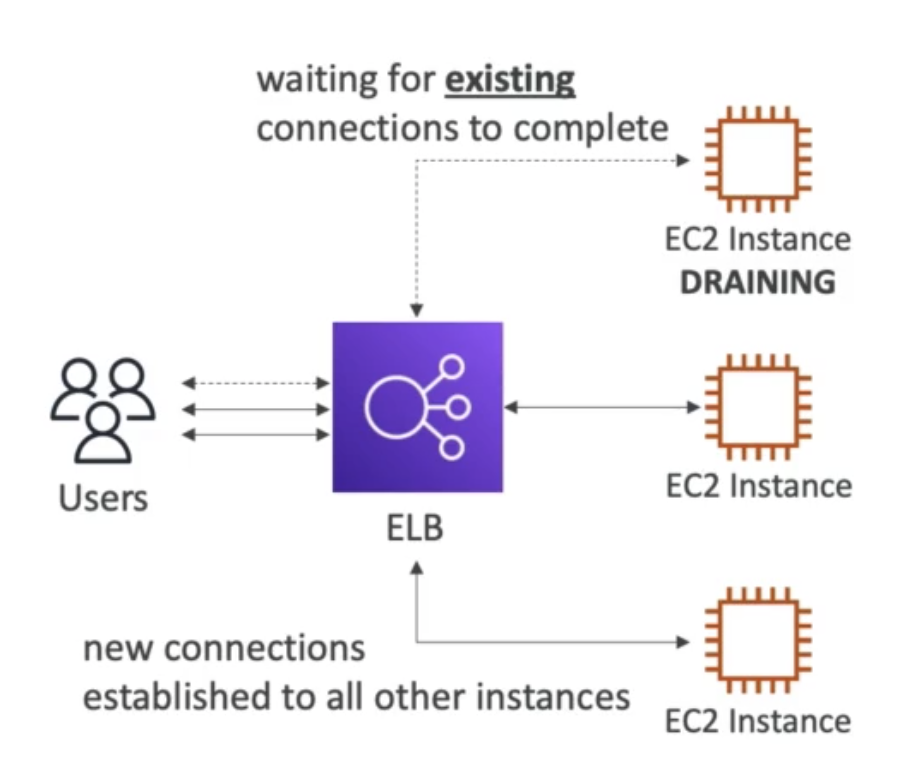 waiting for existing
connections to complete
EC2 Instance
DRAINING
Users
ELB
EC2 Instance
new connections
established to all other instances
EC2 Instance